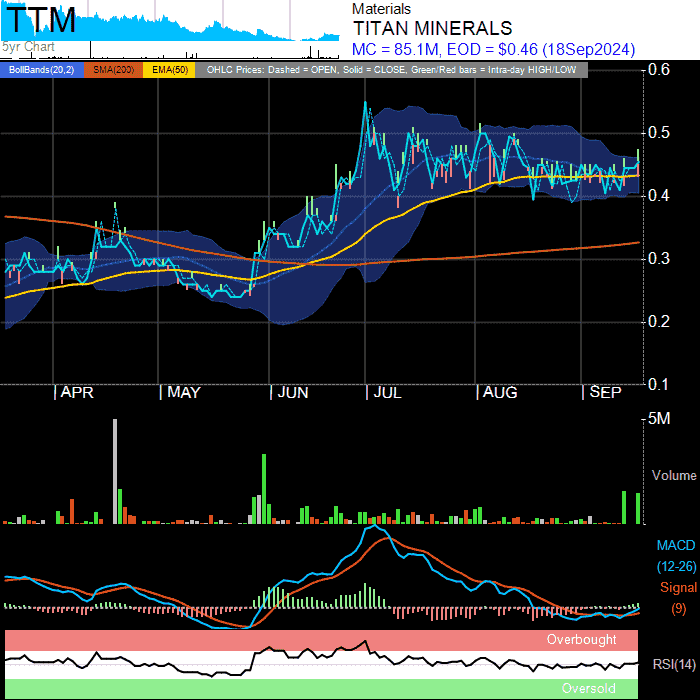 TTM
5yr Chart
Materials
TITAN MINERALS
MC = 85.1M, EOD = $0.46 (18Sep2024)
BollBands(20,2) SMA(200) EMA(50) OHLC Prices: Dashed = OPEN, Solid = CLOSE, Green/Red bars = Intra-day HIGH/LOW
0.6
0.5
0.4
0.3
0.2
0.1
APR MAY JUN JUL AUG SEP
5M
Volume
MACD
(12-26)
Signal
(9)
Overbought
RSI(14)
Oversold